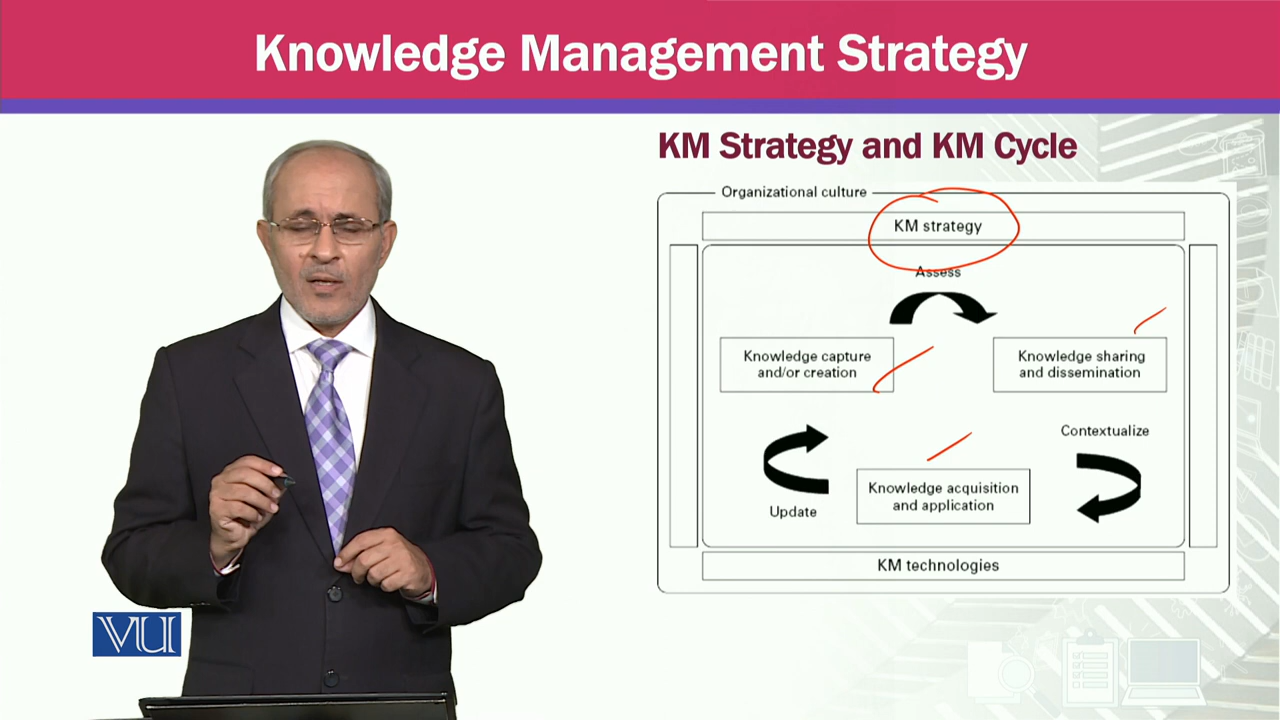 Knowledge Management Strategy
KM Strategy and KM Cycle
Organizational culture
KM strategy
Assess
Knowledge capture
and/or creation
Knowledge sharing
and dissemination
Contextualize
Knowledge acquisition
and application
Update
KM technologies
VU